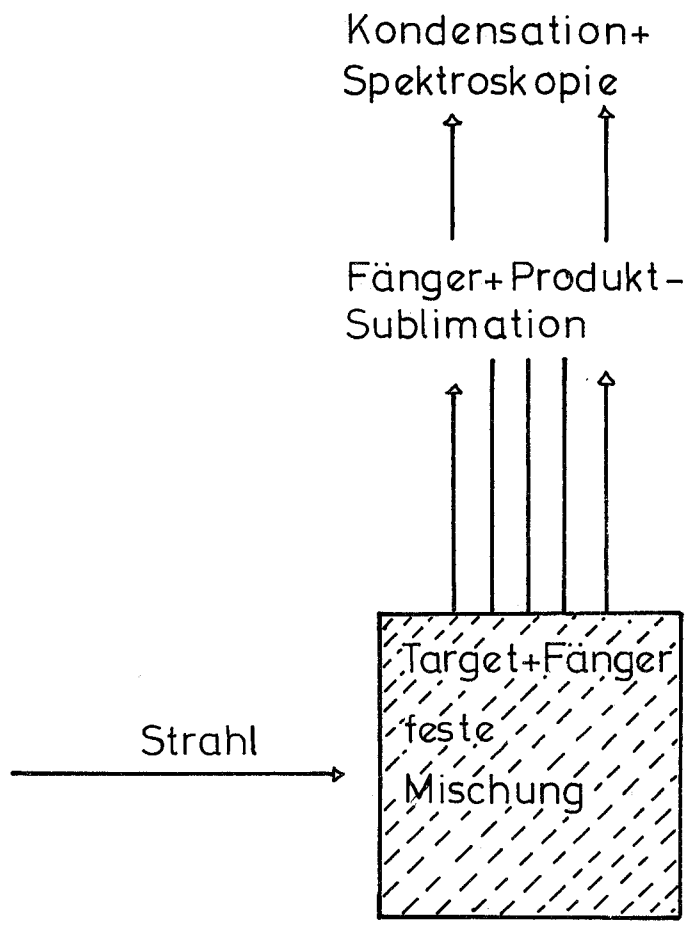 Kondensation+
Spektroskopie
Fänger+Produkt-
Sublimation
Target+Fänger
feste
Mischung
Strahl